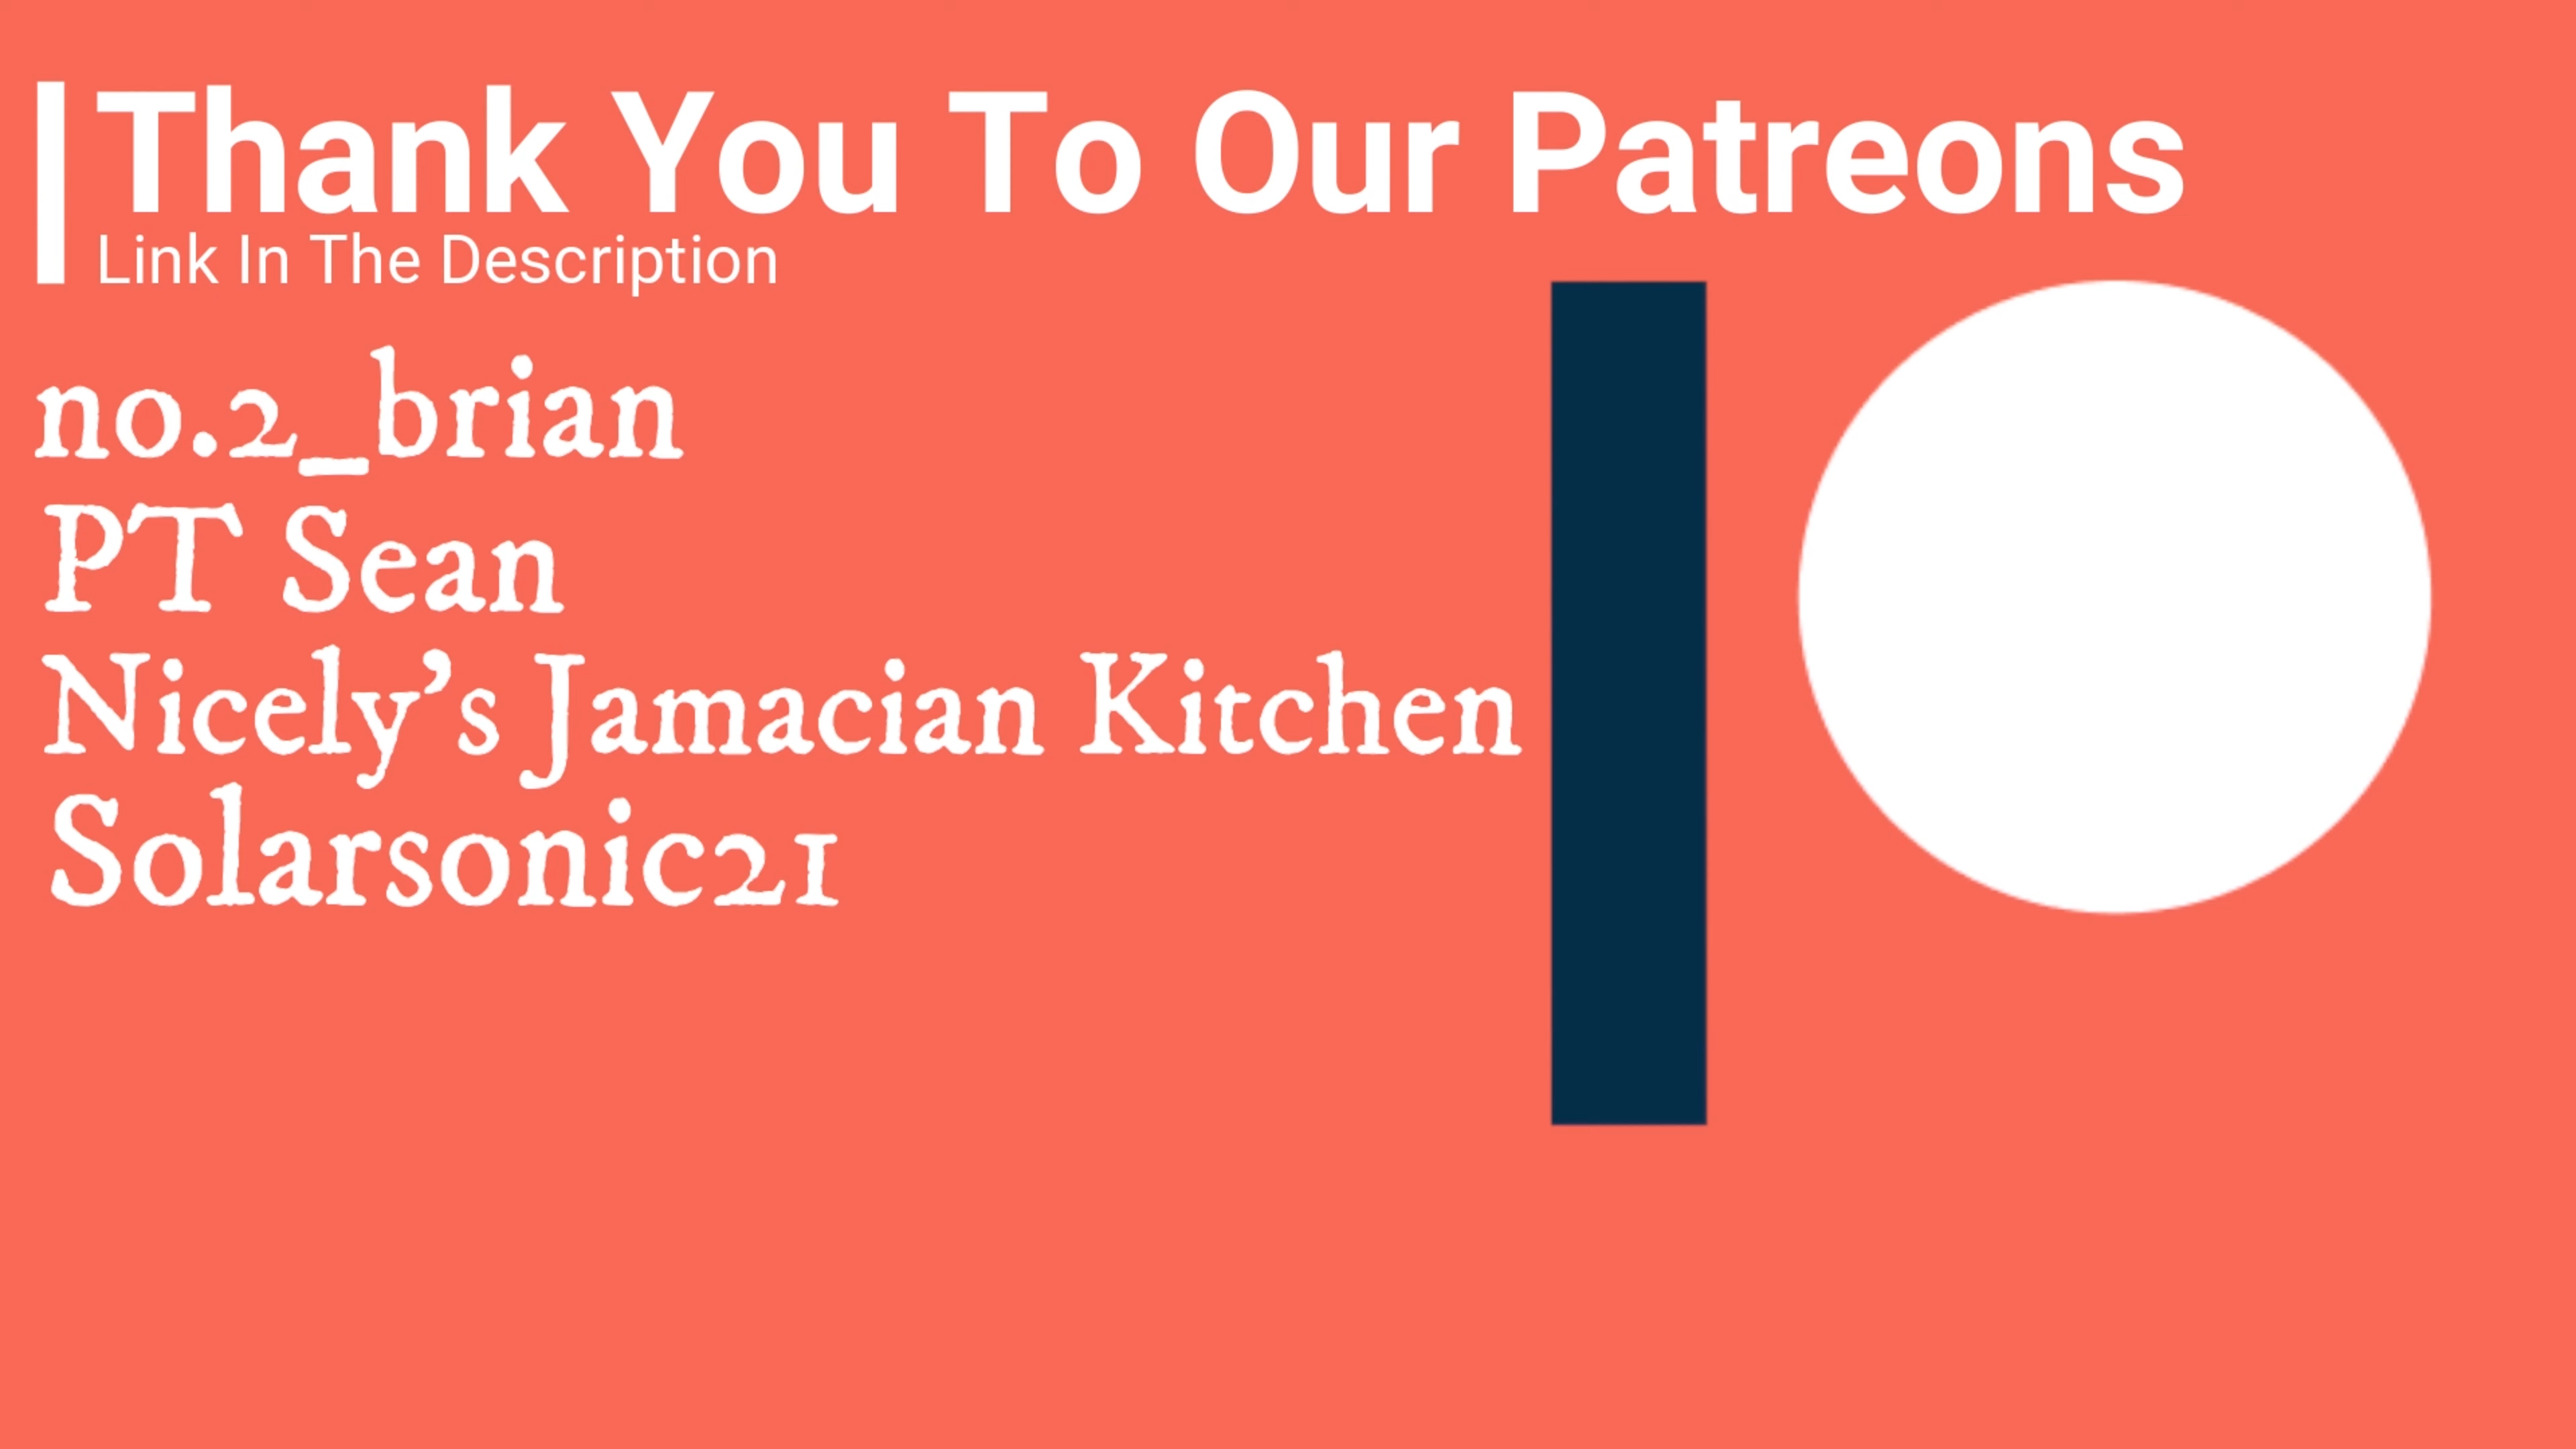 Thank You To Our Patreons
Link In The Description
no.2_brian
PT Sean
Nicely’s Jamacian Kitchen
Solarsonic21